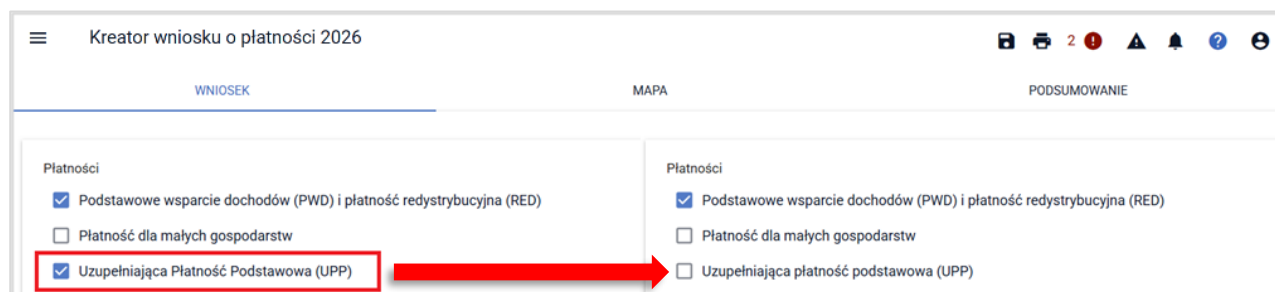 Kreator wniosku o płatności 2026
2
WNIOSEK MAPA PODSUMOWANIE
Płatności
Podstawowe wsparcie dochodów (PWD) i płatność redystrybucyjna (RED)
Płatność dla małych gospodarstw
Uzupełniająca Płatność Podstawowa (UPP)
Płatności
Podstawowe wsparcie dochodów (PWD) i płatność redystrybucyjna (RED)
Płatność dla małych gospodarstw
Uzupełniająca płatność podstawowa (UPP)